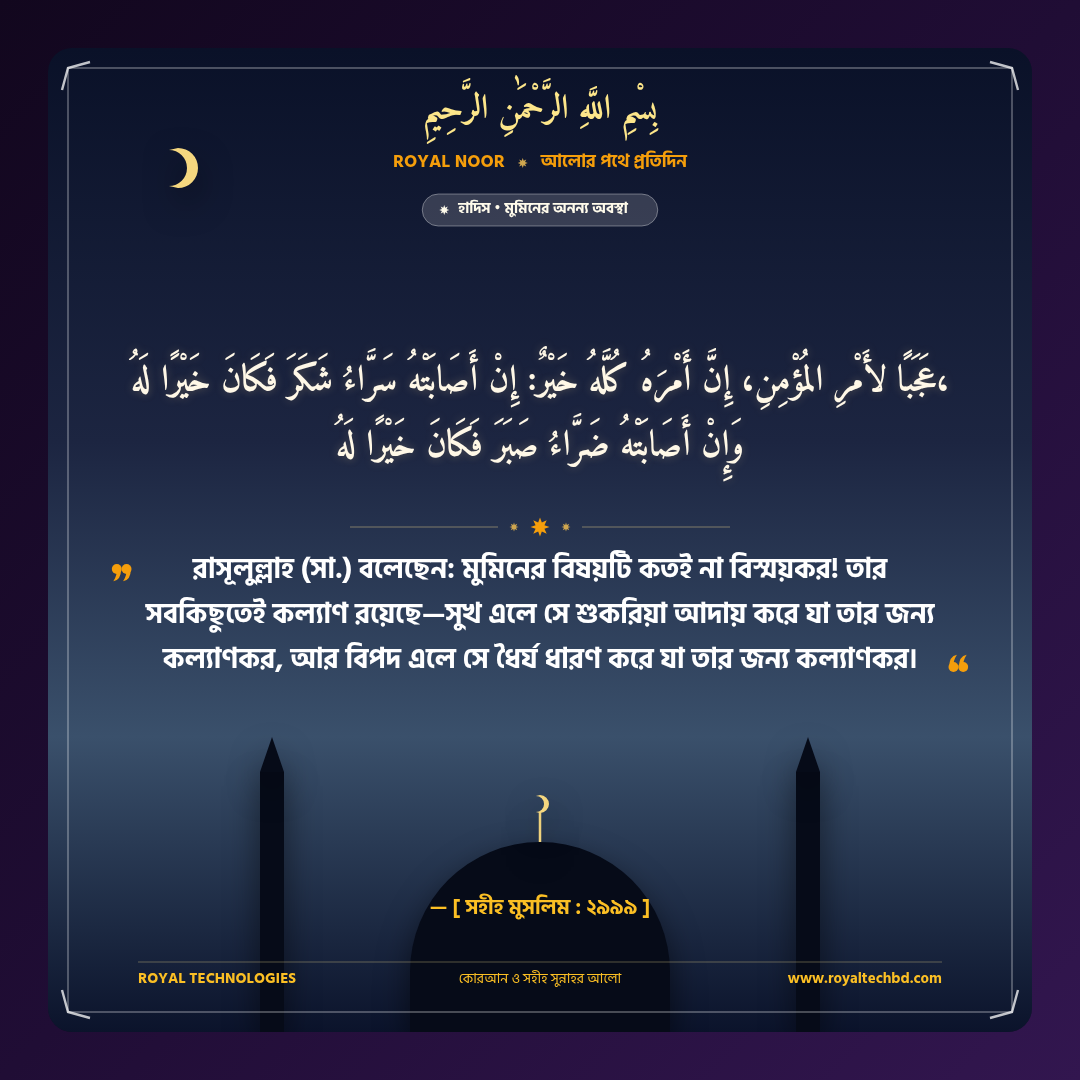 بِسْمِ اللَّهِ الرَّحْمَٰنِ الرَّحِيمِ
ROYAL NOOR ✸ আলোর পথে প্রতিদিন
✸ হাদিস • মুমিনের অনন্য অবস্থা
،عَجَبًا لأَمْرِ المُؤْمِنِ، إِنَّ أَمْرَهُ كُلَّهُ خَيْرٌ: إِنْ أَصَابَتْهُ سَرَّاءُ شَكَرَ فَكَانَ خَيْرًا لَهُ
وَإِنْ أَصَابَتْهُ ضَرَّاءُ صَبَرَ فَكَانَ خَيْرًا لَهُ
রাসূলুল্লাহ (সা.) বলেছেন: মুমিনের বিষয়টি কতই না বিস্ময়কর! তার
সবকিছুতেই কল্যাণ রয়েছে—সুখ এলে সে শুকরিয়া আদায় করে যা তার জন্য
কল্যাণকর, আর বিপদ এলে সে ধৈর্য ধারণ করে যা তার জন্য কল্যাণকর।
— [ সহীহ মুসলিম : ২৯৯৯ ]
ROYAL TECHNOLOGIES
কোরআন ও সহীহ সুন্নাহর আলো
www.royaltechbd.com